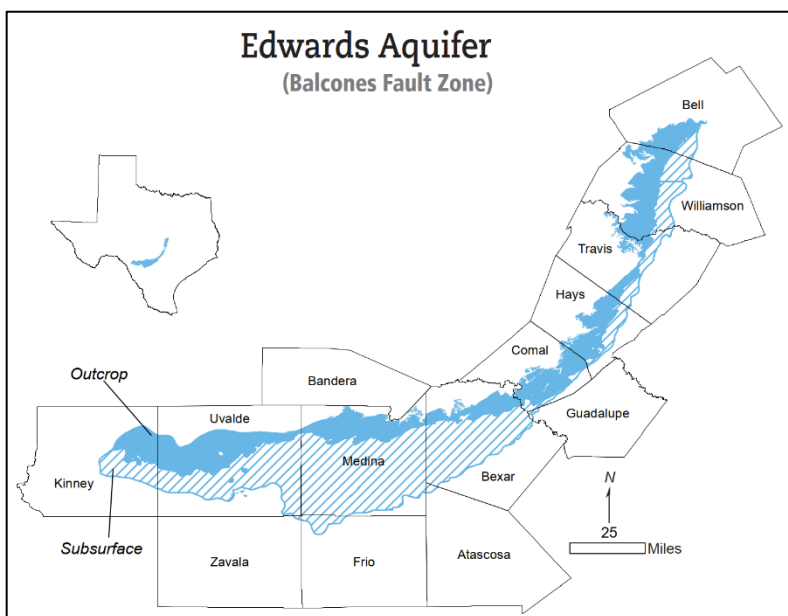 Edwards Aquifer
(Balcones Fault Zone)
Bell
Williamson
Travis
Hays
Comal
Outcrop
Bandera
Guadalupe
Uvalde
Medina
Kinney
Bexar
N
25
Miles
Subsurface
Zavala
Frio
Atascosa